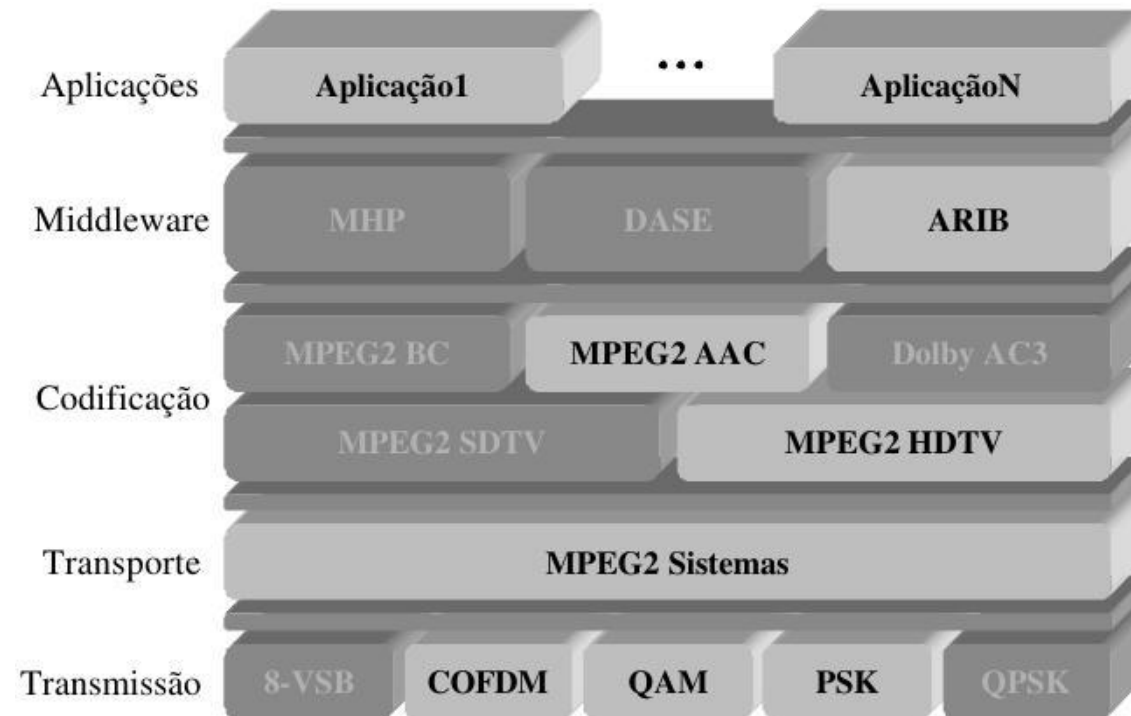 Aplicações Aplicação1 ... AplicaçãoN
Middleware MHP DASE ARIB
MPEG2 BC MPEG2 AAC Dolby AC3
Codificação
MPEG2 SDTV MPEG2 HDTV
Transporte MPEG2 Sistemas
Transmissão 8-VSB COFDM QAM PSK QPSK